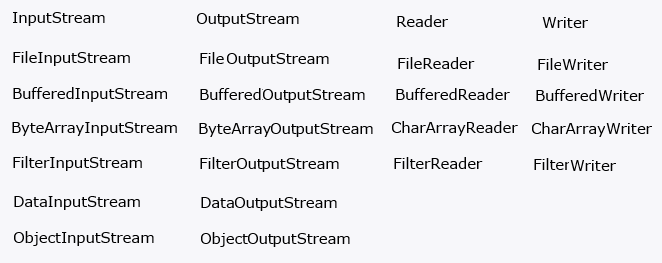 InputStream OutputStream Reader Writer
FileInputStream FileOutputStream FileReader FileWriter
BufferedInputStream BufferedOutputStream BufferedReader BufferedWriter
ByteArrayInputStream ByteArrayOutputStream CharArrayReader CharArrayWriter
FilterInputStream FilterOutputStream FilterReader FilterWriter
DataInputStream DataOutputStream
ObjectInputStream ObjectOutputStream